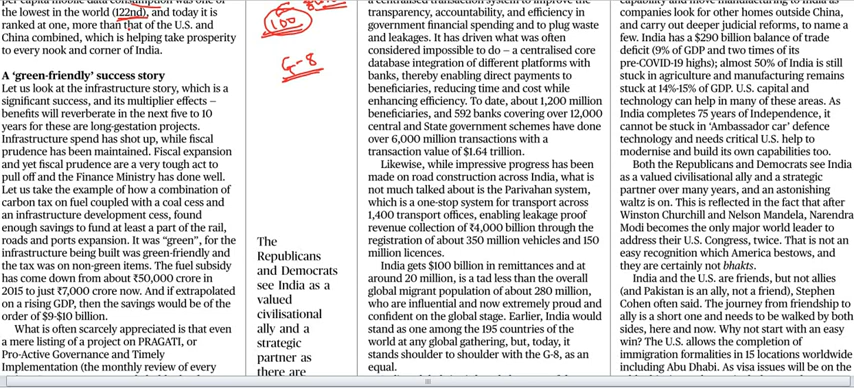 per capita mobile data consumption was one of
the lowest in the world (122nd), and today it is
ranked at one, more than that of the U.S. and
China combined, which is helping take prosperity
to every nook and corner of India.
A ‘green-friendly’ success story
Let us look at the infrastructure story, which is a
significant success, and its multiplier effects —
benefits will reverberate in the next five to 10
years for these are long-gestation projects.
Infrastructure spend has shot up, while fiscal
prudence has been maintained. Fiscal expansion
and yet fiscal prudence are a very tough act to
pull off and the Finance Ministry has done well.
Let us take the example of how a combination of
carbon tax on fuel coupled with a coal cess and
an infrastructure development cess, found
enough savings to fund at least a part of the rail,
roads and ports expansion. It was “green”, for the
infrastructure being built was green-friendly and
the tax was on non-green items. The fuel subsidy
has come down from about ₹50,000 crore in
2015 to just ₹7,000 crore now. And if extrapolated
on a rising GDP, then the savings would be of the
order of $9-$10 billion.
What is often scarcely appreciated is that even
a mere listing of a project on PRAGATI, or
Pro-Active Governance and Timely
Implementation (the monthly review of every
100
G-8
The
Republicans
and Democrats
see India as a
valued
civilisational
ally and a
strategic
partner as
there are
a centralised transaction system to improve the
transparency, accountability, and efficiency in
government financial spending and to plug waste
and leakages. It has driven what was often
considered impossible to do — a centralised core
database integration of different platforms with
banks, thereby enabling direct payments to
beneficiaries, reducing time and cost while
enhancing efficiency. To date, about 1,200 million
beneficiaries, and 592 banks covering over 12,000
central and State government schemes have done
over 6,000 million transactions with a
transaction value of $1.64 trillion.
Likewise, while impressive progress has been
made on road construction across India, what is
not much talked about is the Parivahan system,
which is a one-stop system for transport across
1,400 transport offices, enabling leakage proof
revenue collection of ₹4,000 billion through the
registration of about 350 million vehicles and 150
million licences.
India gets $100 billion in remittances and at
around 20 million, is a tad less than the overall
global migrant population of about 280 million,
who are influential and now extremely proud and
confident on the global stage. Earlier, India would
stand as one among the 195 countries of the
world at any global gathering, but, today, it
stands shoulder to shoulder with the G-8, as an
equal.
capability and move manufacturing to India as
companies look for other homes outside China,
and carry out deeper judicial reforms, to name a
few. India has a $290 billion balance of trade
deficit (9% of GDP and two times of its
pre-COVID-19 highs); almost 50% of India is still
stuck in agriculture and manufacturing remains
stuck at 14%-15% of GDP. U.S. capital and
technology can help in many of these areas. As
India completes 75 years of Independence, it
cannot be stuck in ‘Ambassador car’ defence
technology and needs critical U.S. help to
modernise and build its own capabilities too.
Both the Republicans and Democrats see India
as a valued civilisational ally and a strategic
partner over many years, and an astonishing
waltz is on. This is reflected in the fact that after
Winston Churchill and Nelson Mandela, Narendra
Modi becomes the only major world leader to
address their U.S. Congress, twice. That is not an
easy recognition which America bestows, and
they are certainly not bhakts.
India and the U.S. are friends, but not allies
(and Pakistan is an ally, not a friend), Stephen
Cohen often said. The journey from friendship to
ally is a short one and needs to be walked by both
sides, here and now. Why not start with an easy
win? The U.S. allows the completion of
immigration formalities in 15 locations worldwide
including Abu Dhabi. As visa issues will be on the